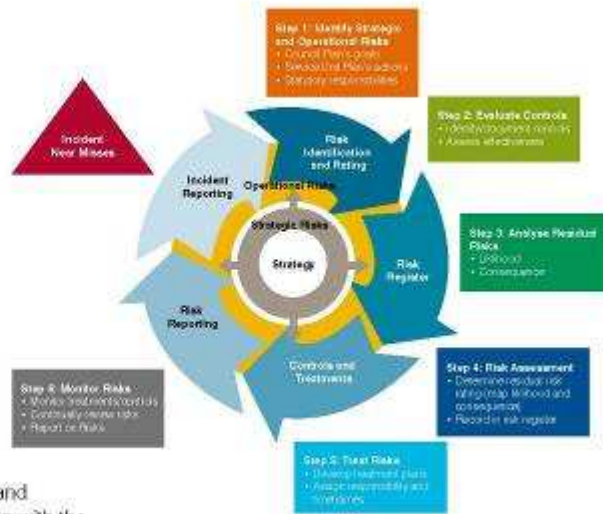 Step 1: Identify Strategic
and Operational Risks
• Council Plan's goals
• Service Unit Plan's actions
• Statutory responsibilities
Step 2: Evaluate Controls
• Identify/document controls
• Assess effectiveness
Incident
Near Misses
Risk
Identification
and Rating
Incident
Reporting
Operational Risks
Strategic Risks
Strategy
Step 3: Analyse Residual
Risks
• Likelihood
• Consequence
Risk
Register
Risk
Reporting
Controls and
Treatments
Step 4: Risk Assessment
• Determine residual risk
rating (map likelihood and
consequence)
• Record in risk register
Step 6: Monitor Risks
• Monitor treatments/controls
• Continually review risks
• Report on Risks
Step 5: Treat Risks
• Develop treatment plans
• Assign responsibility and
timeframes
and
with the